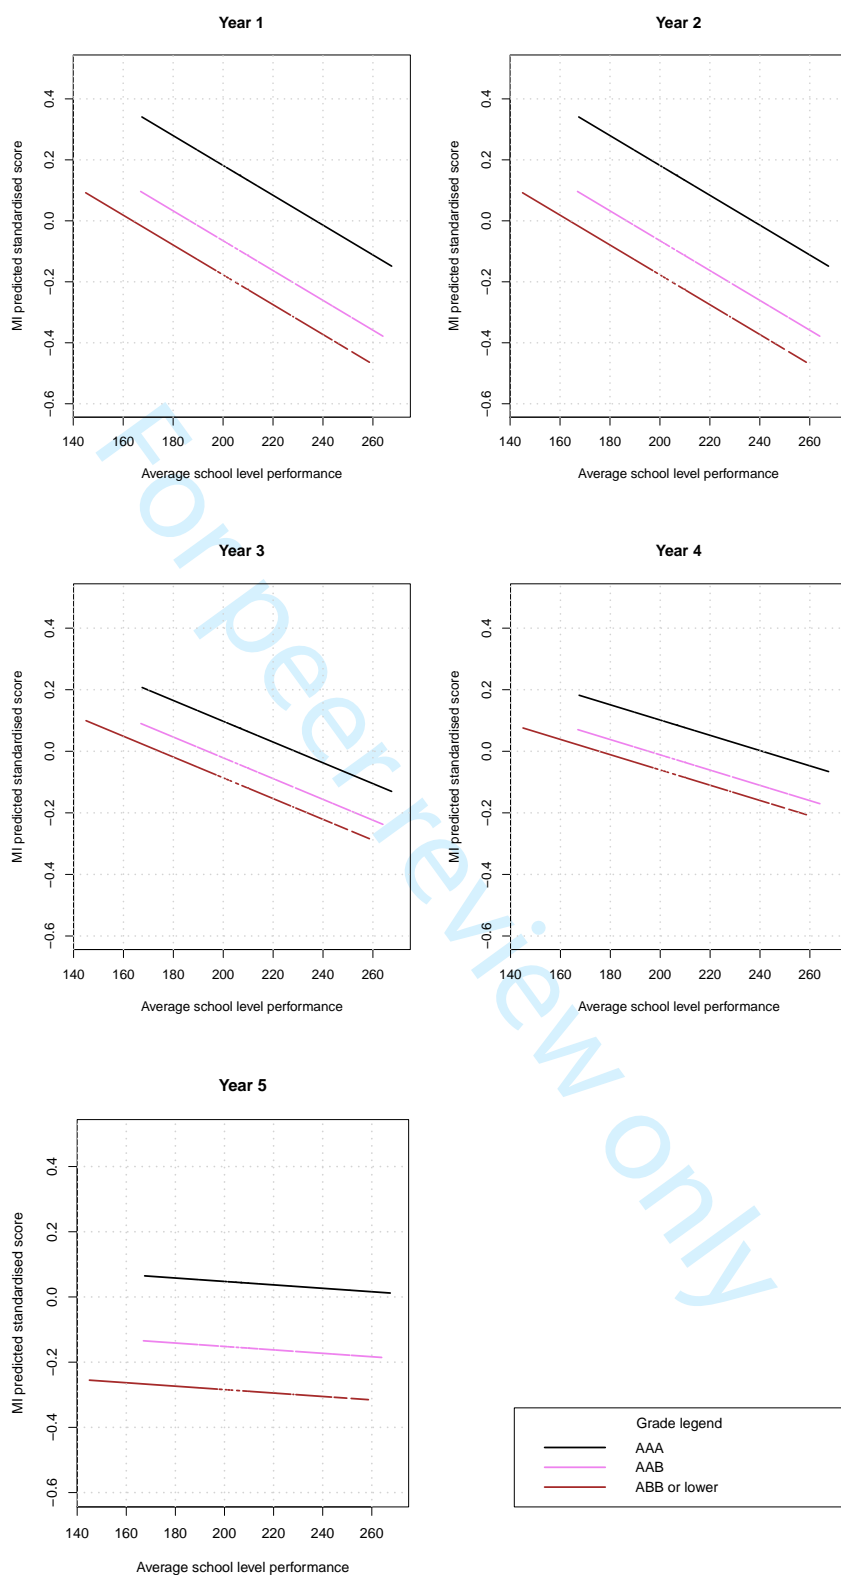 Year 1
MI predicted standardised score
0.4
0.2
0.0
−0.2
−0.4
−0.6
140 160 180 200 220 240 260
Average school level performance
Year 2
MI predicted standardised score
0.4
0.2
0.0
−0.2
−0.4
−0.6
140 160 180 200 220 240 260
Average school level performance
Year 3
MI predicted standardised score
0.4
0.2
0.0
−0.2
−0.4
−0.6
140 160 180 200 220 240 260
Average school level performance
Year 4
MI predicted standardised score
0.4
0.2
0.0
−0.2
−0.4
−0.6
140 160 180 200 220 240 260
Average school level performance
Year 5
MI predicted standardised score
0.4
0.2
0.0
−0.2
−0.4
−0.6
140 160 180 200 220 240 260
Average school level performance
Grade legend
AAA
AAB
ABB or lower
For peer review only